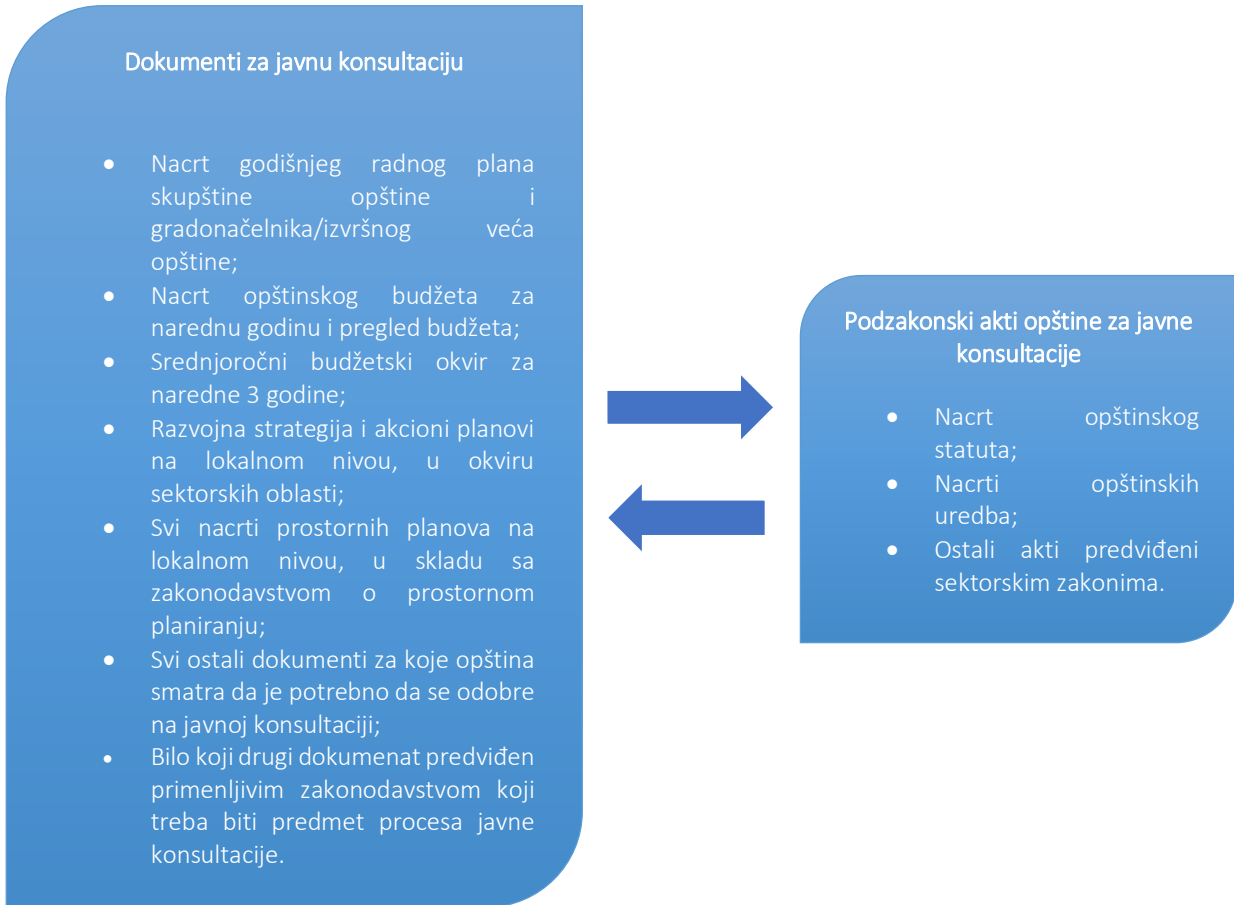 Dokumenti za javnu konsultaciju
• Nacrt godišnjeg radnog plana
skupštine opštine i
gradonačelnika/izvršnog veća
opštine;
• Nacrt opštinskog budžeta za
narednu godinu i pregled budžeta;
• Srednjoročni budžetski okvir za
naredne 3 godine;
• Razvojna strategija i akcioni planovi
na lokalnom nivou, u okviru
sektorskih oblasti;
• Svi nacrti prostornih planova na
lokalnom nivou, u skladu sa
zakonodavstvom o prostornom
planiranju;
• Svi ostali dokumenti za koje opština
smatra da je potrebno da se odobre
na javnoj konsultaciji;
• Bilo koji drugi dokumenat predviđen
primenljivim zakonodavstvom koji
treba biti predmet procesa javne
konsultacije.
Podzakonski akti opštine za javne
konsultacije
• Nacrt opštinskog
statuta;
• Nacrti opštinskih
uredba;
• Ostali akti predviđeni
sektorskim zakonima.